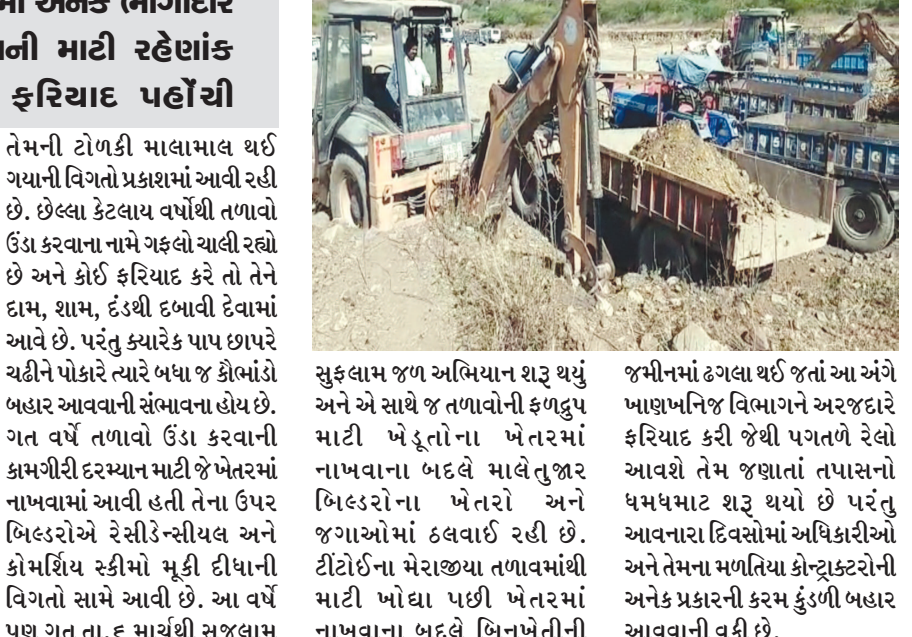 અનેક ભાગીદાર
માટી રહેણાંક
ફરિયાદ પહોંચી
તેમની ટોળકી માલામાલ થઈ
ગયાની વિગતો પ્રકાશમાં આવી રહી
છે. છેલ્લા કેટલાય વર્ષોથી તળાવો
ઉંડા કરવાના નામે ગફલો ચાલી રહ્યો
છે અને કોઈ ફરિયાદ કરે તો તેને
દામ, શામ, દંડથી દબાવી દેવામાં
આવે છે. પરંતુ ક્યારેક પાપ છાપરે
ચઢીને પોકારે ત્યારે બધા જ કૌભાંડો
બહાર આવવાની સંભાવના હોય છે.
ગત વર્ષે તળાવો ઉંડા કરવાની
કામગીરી દરમ્યાન માટી જે ખેતરમાં
નાખવામાં આવી હતી તેના ઉપર
બિલ્ડરોએ રેસીડેન્સીયલ અને
કોમર્શિય સ્કીમો મૂકી દીધાની
વિગતો સામે આવી છે. આ વર્ષે
પણ ગત તા.૬ માર્ચથી સુજલામ
સુફલામ જળ અભિયાન શરૂ થયું
અને એ સાથે જ તળાવોની ફળદ્રુપ
માટી ખેડૂતોના ખેતરમાં
નાખવાના બદલે માલેતુજાર
બિલ્ડરોના ખેતરો અને
જગાઓમાં ઠલવાઈ રહી છે.
ટીંટોઈના મેરાજીયા તળાવમાંથી
માટી ખોદ્યા પછી ખેતરમાં
નાખવાના બદલે બિનખેતીની
જમીનમાં ઢગલા થઈ જતાં આ અંગે
ખાણખનિજ વિભાગને અરજદારે
ફરિયાદ કરી જેથી પગતળે રેલો
આવશે તેમ જણાતાં તપાસનો
ધમધમાટ શરૂ થયો છે પરંતુ
આવનારા દિવસોમાં અધિકારીઓ
અને તેમના મળતિયા કોન્ટ્રાક્ટરોની
અનેક પ્રકારની કરમ કુંડળી બહાર
આવવાની વકી છે.